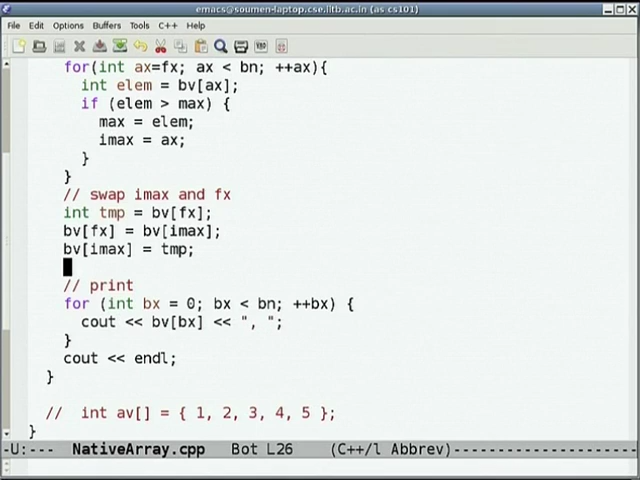 emacs@soumen-laptop.cse.iitb.ac.in (as cs101)
File Edit Options Buffers Tools C++ Help
for(int ax=fx; ax < bn; ++ax){
int elem = bv[ax];
if (elem > max) {
max = elem;
imax = ax;
}
}
// swap imax and fx
int tmp = bv[fx];
bv[fx] = bv[imax];
bv[imax] = tmp;
// print
for (int bx = 0; bx < bn; ++bx) {
cout << bv[bx] << ", ";
}
cout << endl;
}
//  int av[] = { 1, 2, 3, 4, 5 };
}
-U:--- NativeArray.cpp Bot L26 (C++/l Abbrev)-----------------------